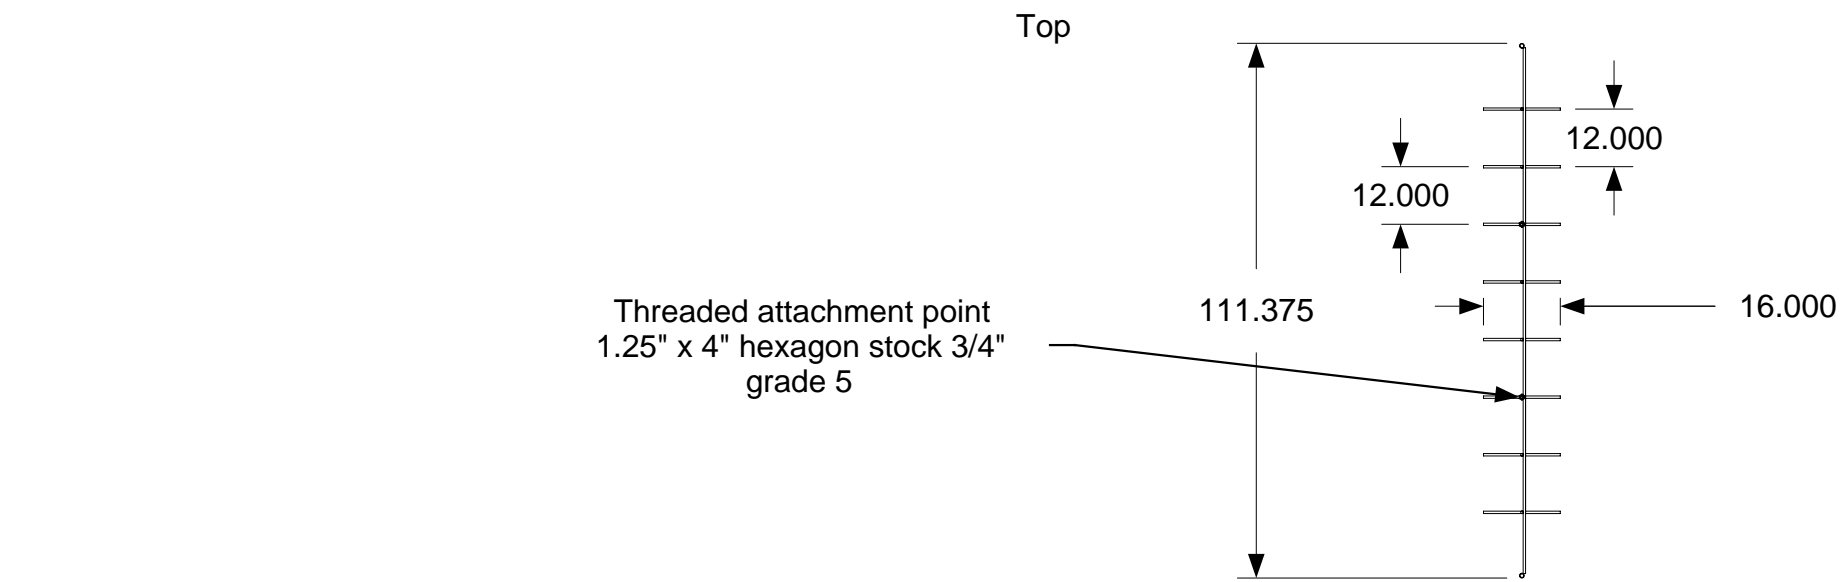 Top
12.000
12.000
Threaded attachment point
1.25" x 4" hexagon stock 3/4"
grade 5
111.375
16.000